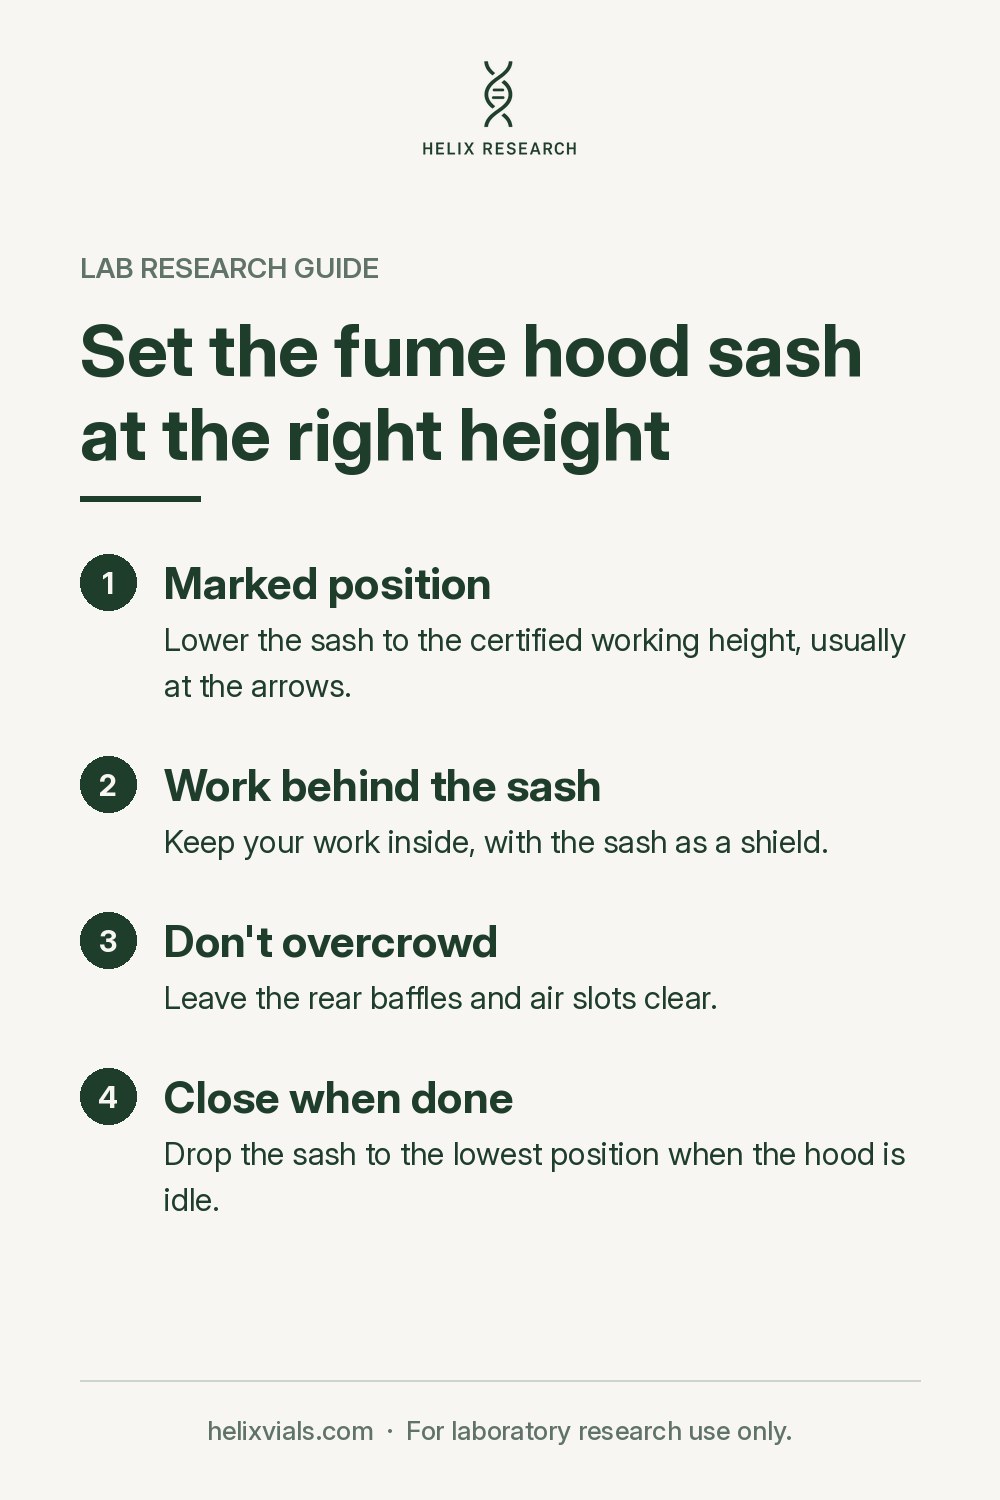 HELIX RESEARCH
LAB RESEARCH GUIDE
Set the fume hood sash
at the right height
1
Marked position
Lower the sash to the certified working height, usually
at the arrows.
2
Work behind the sash
Keep your work inside, with the sash as a shield.
3
Don't overcrowd
Leave the rear baffles and air slots clear.
4
Close when done
Drop the sash to the lowest position when the hood is
idle.
helixvials.com · For laboratory research use only.